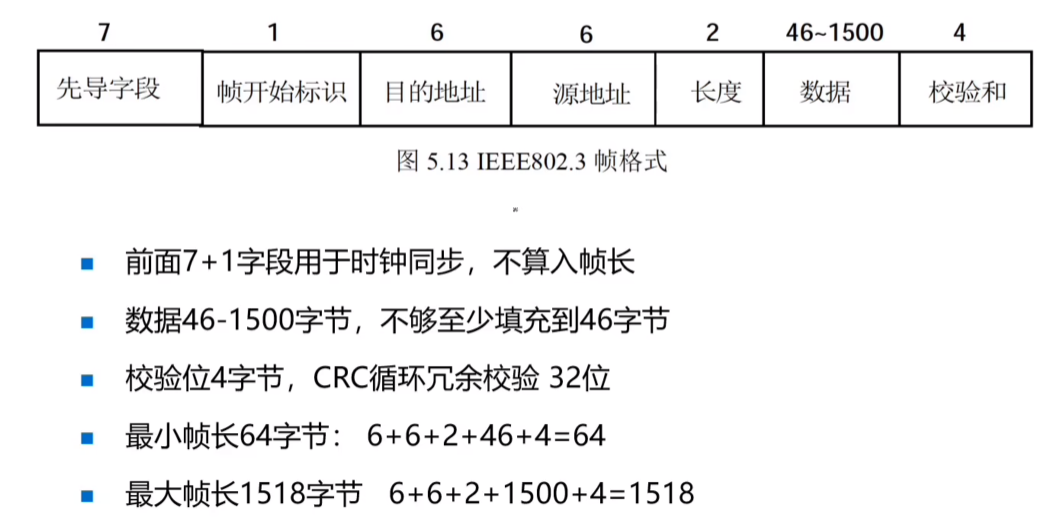 7 1 6 6 2 46~1500 4
先导字段 帧开始标识 目的地址 源地址 长度 数据 校验和
图 5.13 IEEE802.3 帧格式
前面7+1字段用于时钟同步，不算入帧长
数据46-1500字节，不够至少填充到46字节
校验位4字节，CRC循环冗余校验 32位
最小帧长64字节： 6+6+2+46+4=64
最大帧长1518字节 6+6+2+1500+4=1518